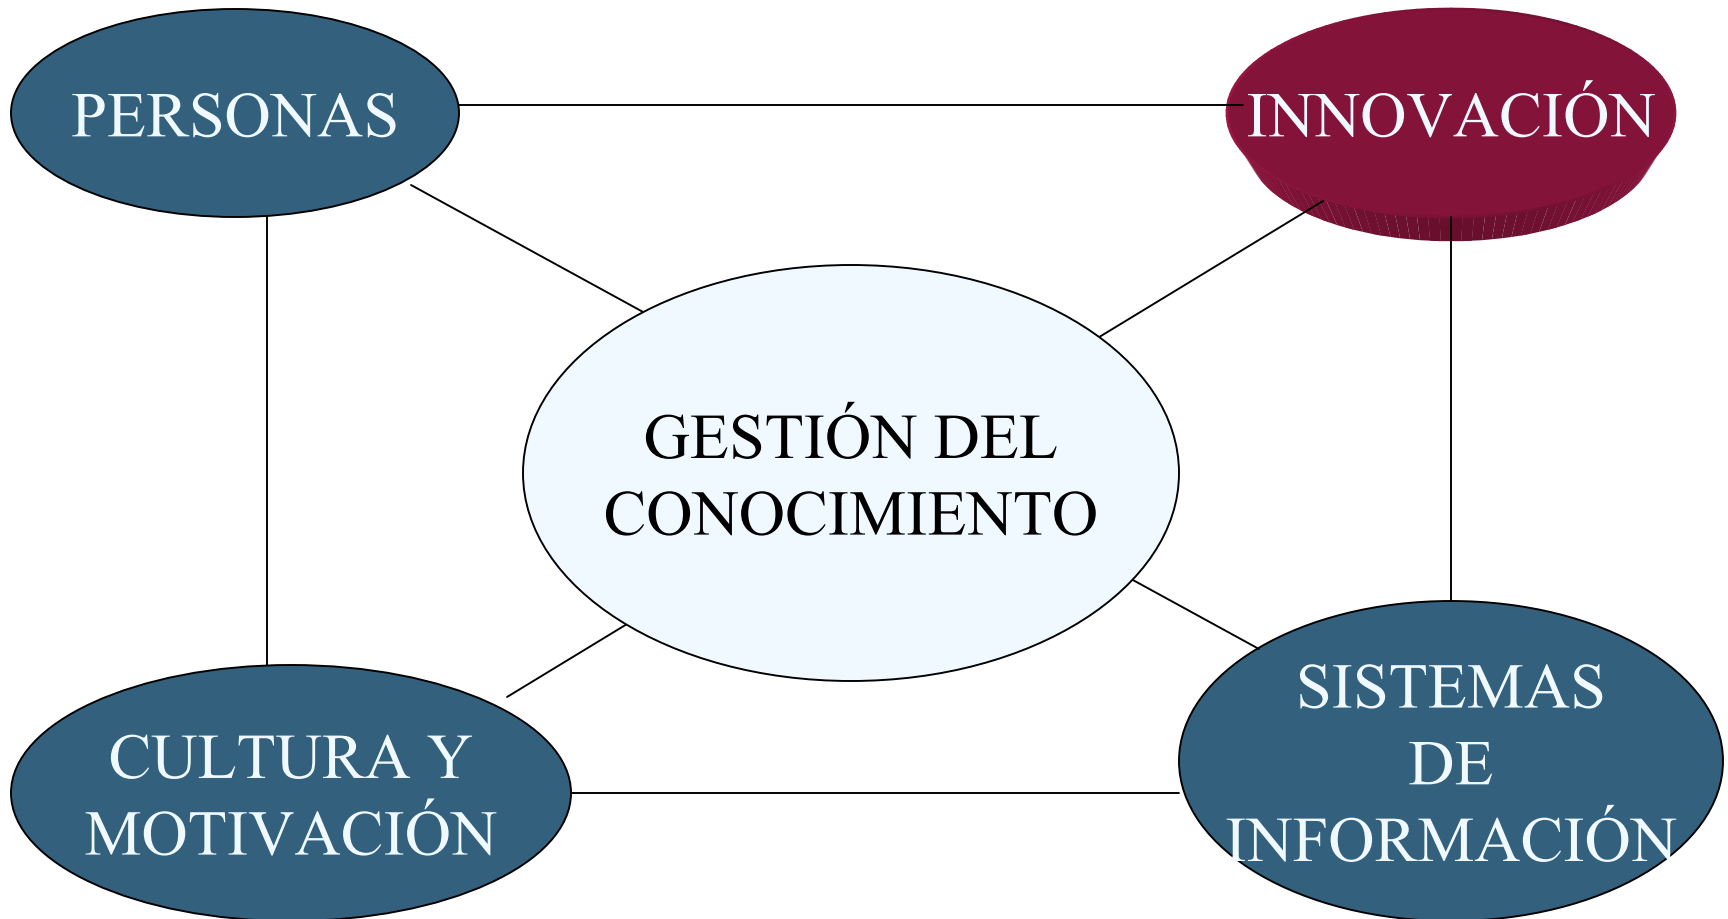 PERSONAS
INNOVACIÓN
GESTIÓN DEL
CONOCIMIENTO
CULTURA Y
MOTIVACIÓN
SISTEMAS
DE
INFORMACIÓN